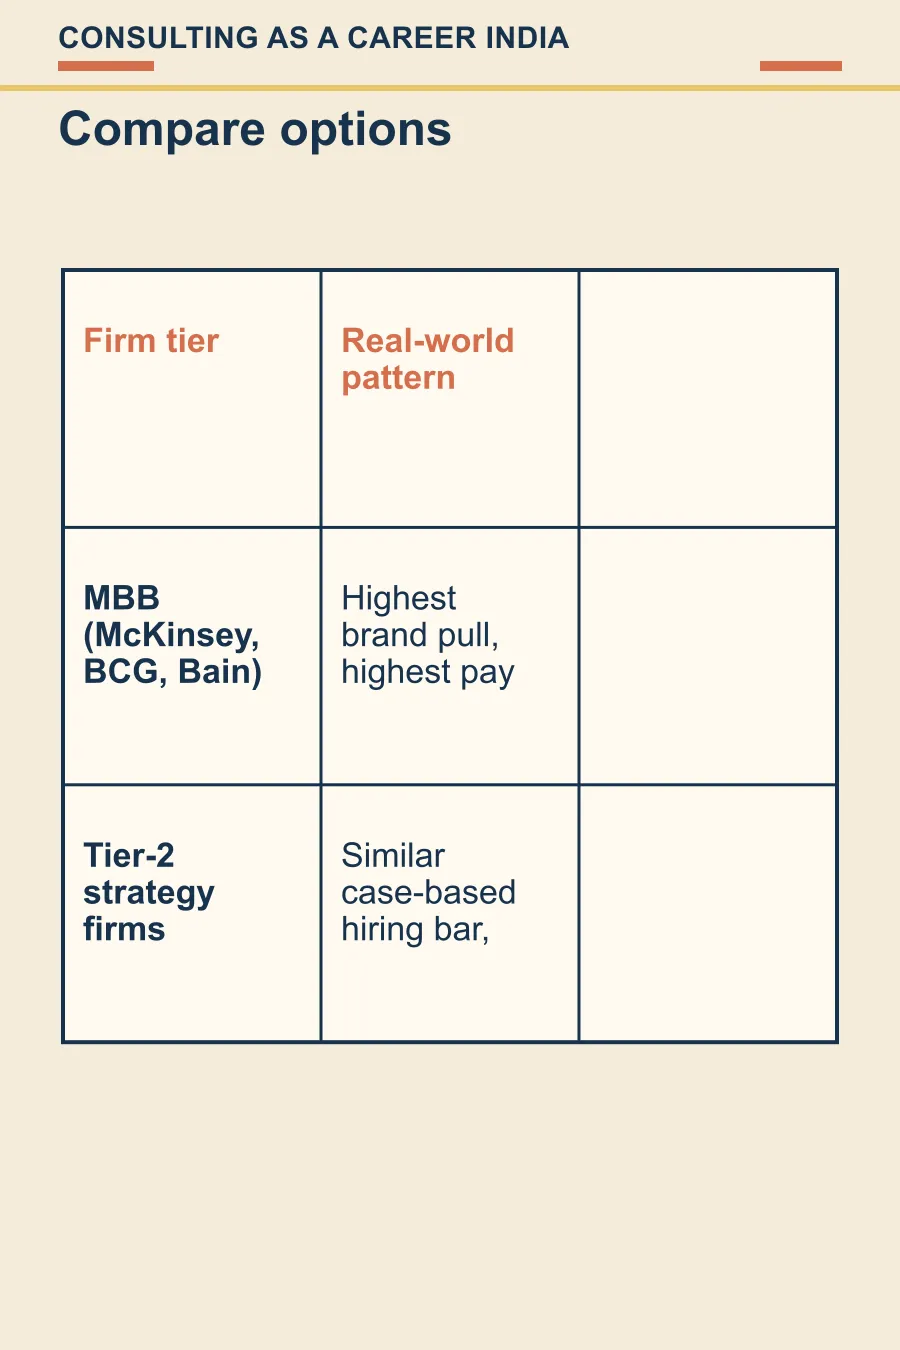 CONSULTING AS A CAREER INDIA
Compare options
Firm tier
Real-world
pattern
MBB
(McKinsey,
BCG, Bain)
Highest
brand pull,
highest pay
Tier-2
strategy
firms
Similar
case-based
hiring bar,